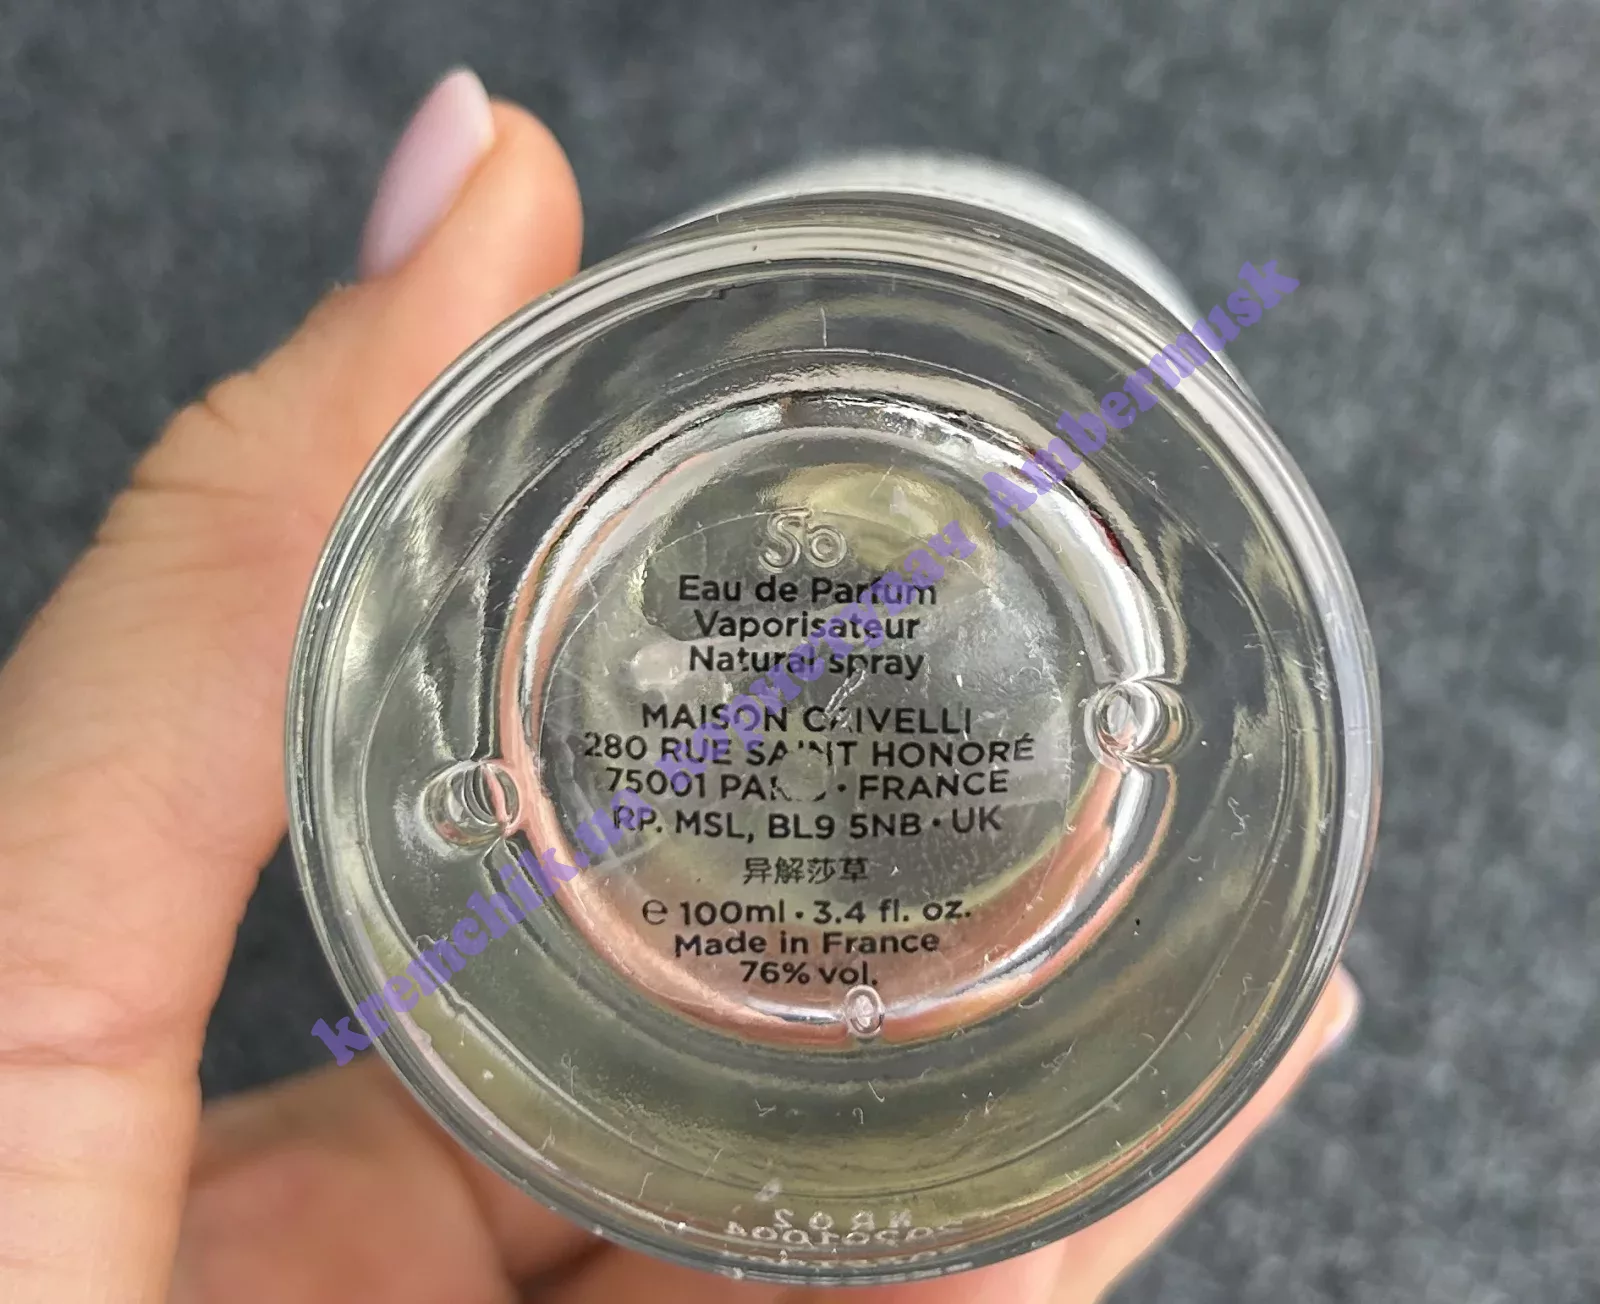 So
Eau de Parfum
Vaporisateur
Natural spray
MAISON CRIVELLI
280 RUE SAINT HONORÉ
75001 PARIS • FRANCE
RP. MSL, BL9 5NB • UK
异解莎草
e 100ml • 3.4 fl. oz.
Made in France
76% vol.
kremchik.ua Ambermusk